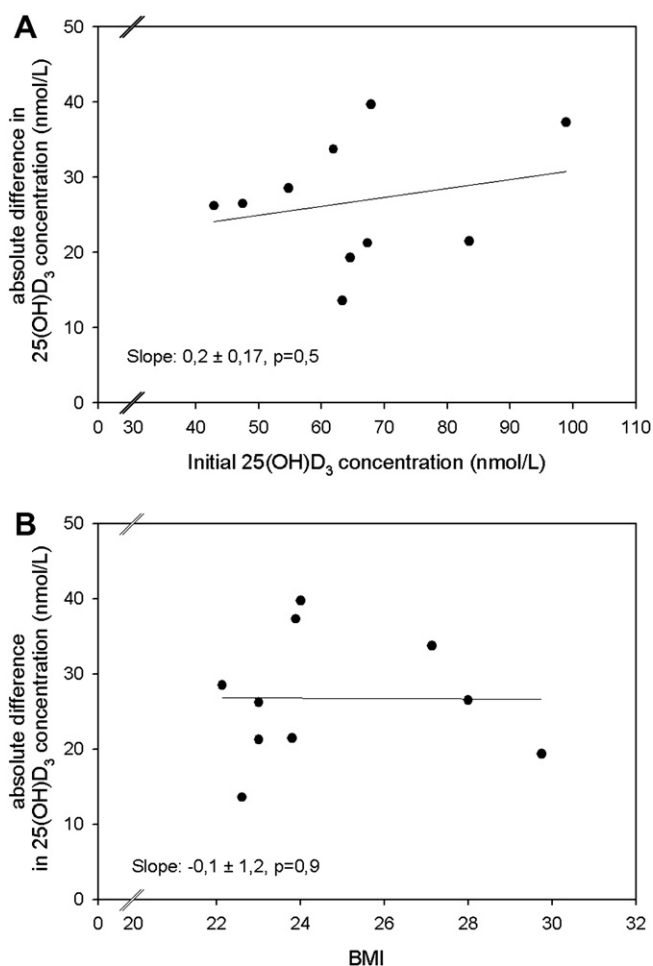 A
absolute difference in
25(OH)D₃ concentration (nmol/L)
50
40
30
20
10
0
Slope: 0,2 ± 0,17, p=0,5
0 30 40 50 60 70 80 90 100 110
Initial 25(OH)D₃ concentration (nmol/L)
B
absolute difference
in 25(OH)D₃ concentration (nmol/L)
50
40
30
20
10
0
Slope: -0,1 ± 1,2, p=0,9
0 20 22 24 26 28 30 32
BMI